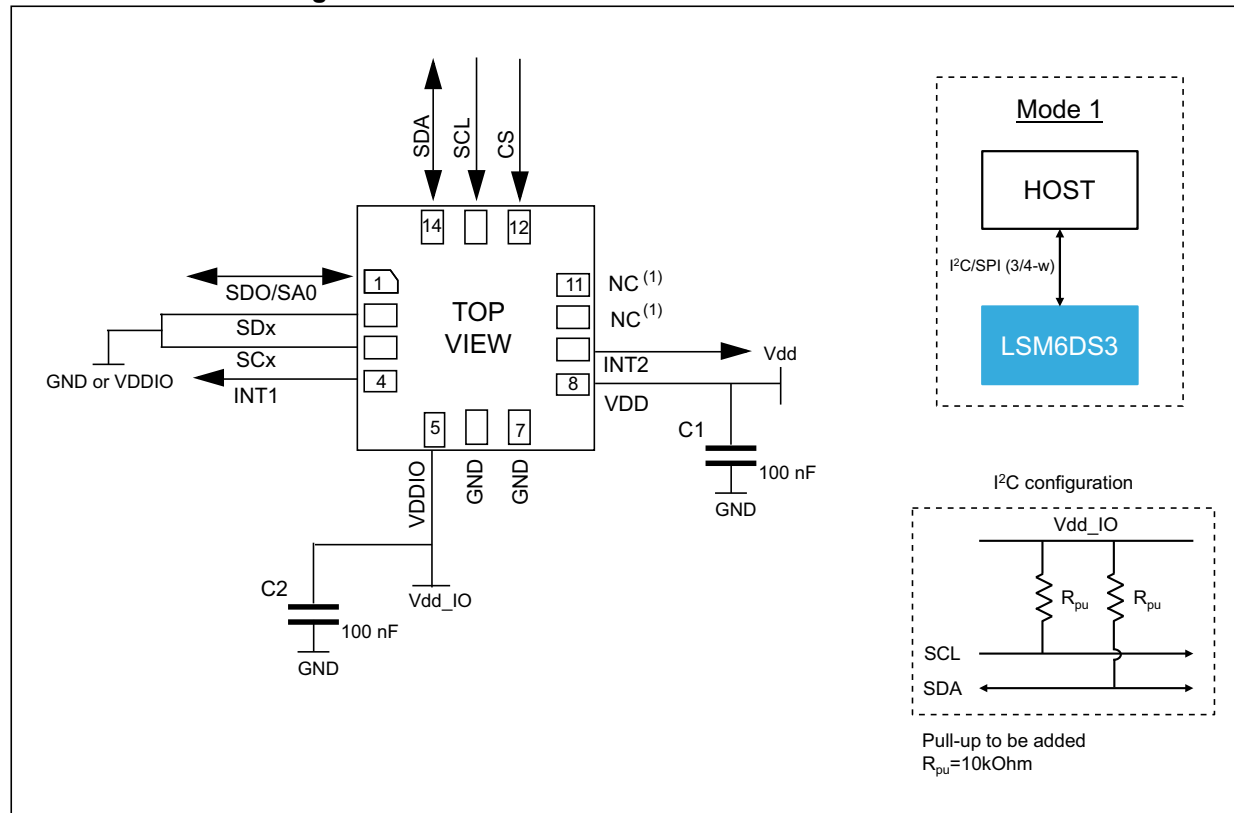 SDA
SCL
CS
14
12
1
SDO/SA0
SDx
SCx
GND or VDDIO
INT1
4
TOP
VIEW
11
NC (1)
NC (1)
INT2
Vdd
8
VDD
5
7
VDDIO
GND
GND
C1
100 nF
GND
C2
100 nF
GND
Vdd_IO
Mode 1
HOST
I²C/SPI (3/4-w)
LSM6DS3
I²C configuration
Vdd_IO
Rpu
Rpu
SCL
SDA
Pull-up to be added
Rpu=10kOhm